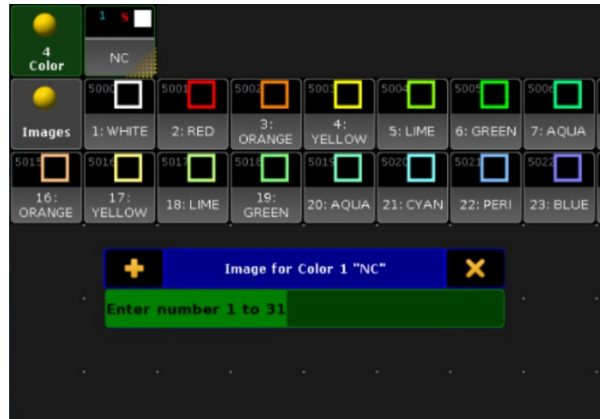 4
Color
1 S
NC
Images
5000
1: WHITE
5001
2: RED
5002
3:
ORANGE
5003
4:
YELLOW
5004
5: LIME
5005
6: GREEN
5006
7: AQUA
5015
16:
ORANGE
5016
17:
YELLOW
5017
18: LIME
5018
19:
GREEN
5019
20: AQUA
5020
21: CYAN
5021
22: PERI
5022
23: BLUE
Image for Color 1 "NC"
Enter number 1 to 31